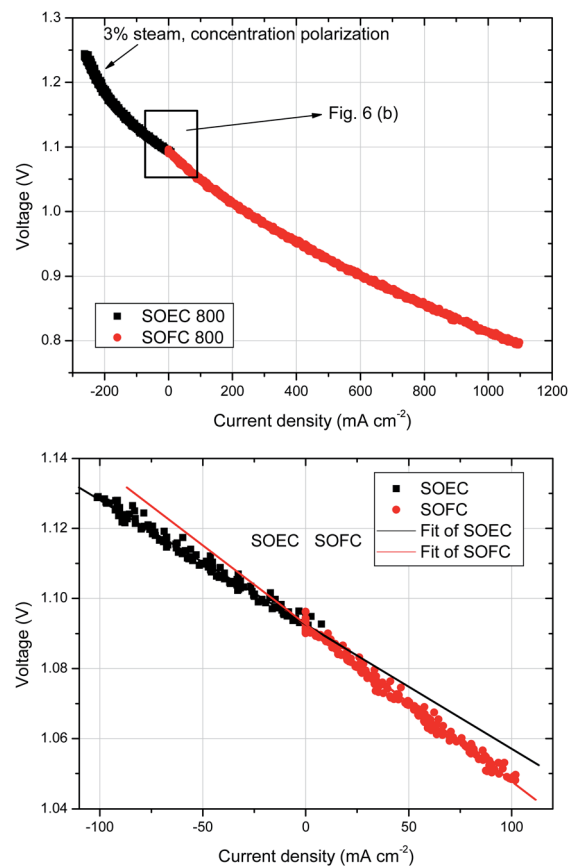 1.3
3% steam, concentration polarization
1.2
Fig. 6 (b)
1.1
Voltage (V)
1.0
0.9
SOEC 800
SOFC 800
0.8
-200 0 200 400 600 800 1000 1200
Current density (mA cm-2)
1.14
SOEC
SOFC
Fit of SOEC
Fit of SOFC
1.12
SOEC SOFC
1.10
Voltage (V)
1.08
1.06
1.04
-100 -50 0 50 100
Current density (mA cm-2)